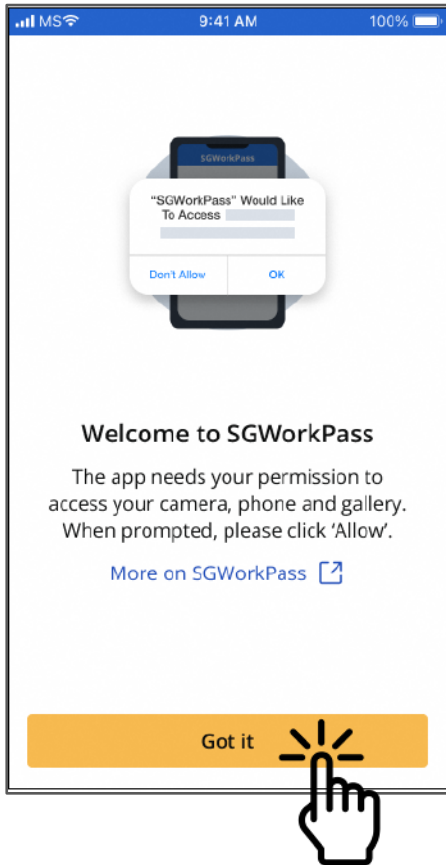 MS 9:41 AM 100%
SGWorkPass
"SGWorkPass" Would Like
To Access
Don't Allow OK
Welcome to SGWorkPass
The app needs your permission to
access your camera, phone and gallery.
When prompted, please click ‘Allow’.
More on SGWorkPass
Got it